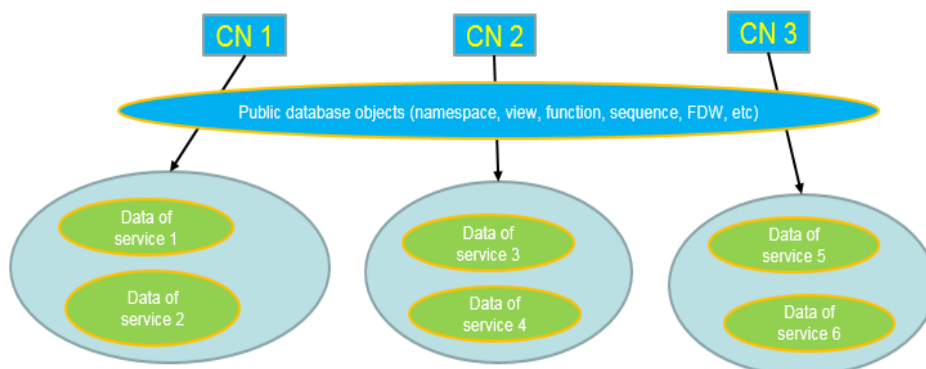 CN 1
CN 2
CN 3
Public database objects (namespace, view, function, sequence, FDW, etc)
Data of
service 1
Data of
service 2
Data of
service 3
Data of
service 4
Data of
service 5
Data of
service 6